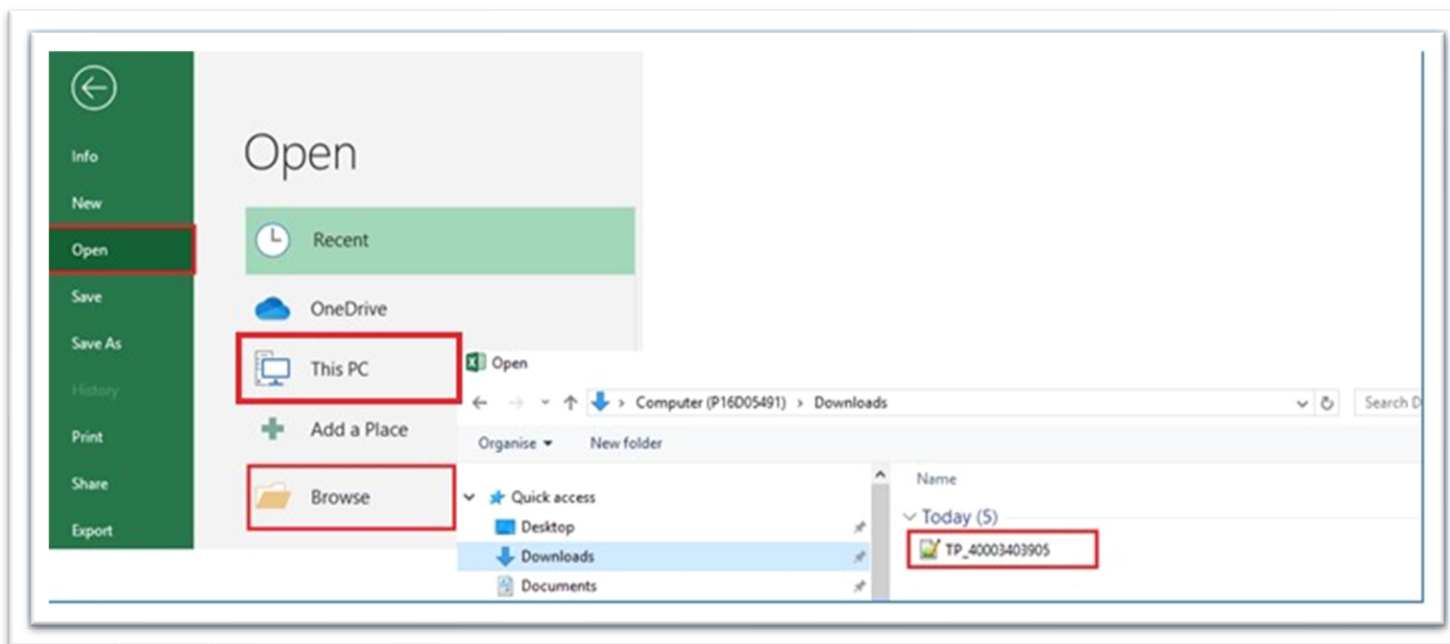 Info
New
Open
Save
Save As
History
Print
Share
Export
Open
Recent
OneDrive
This PC
Add a Place
Browse
Open
Computer (P16D05491) > Downloads
Search D
Organise
New folder
Quick access
Desktop
Downloads
Documents
Name
Today (5)
TP_40003403905